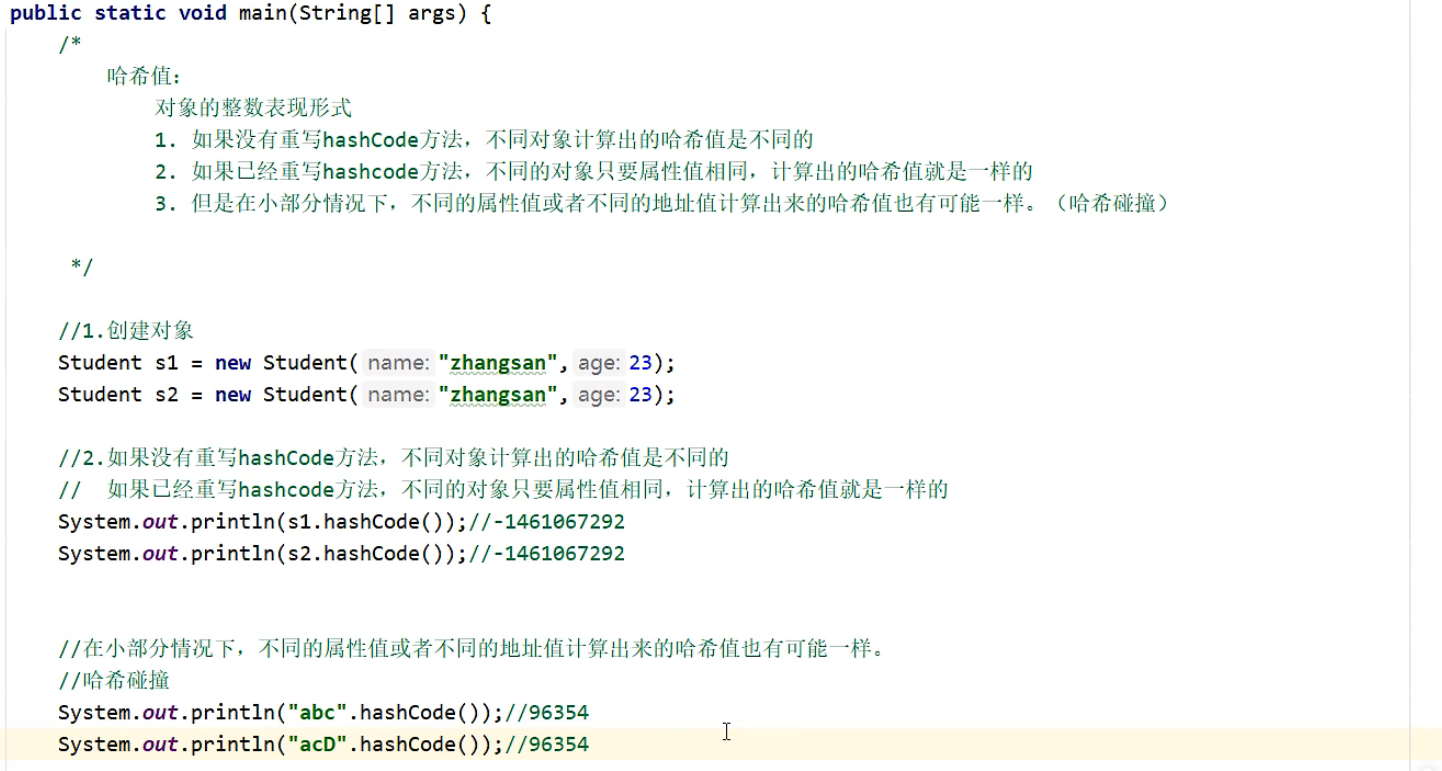 public static void main(String[] args) {
/*
哈希值：
对象的整数表现形式
1. 如果没有重写hashCode方法，不同对象计算出的哈希值是不同的
2. 如果已经重写hashcode方法，不同的对象只要属性值相同，计算出的哈希值就是一样的
3. 但是在小部分情况下，不同的属性值或者不同的地址值计算出来的哈希值也有可能一样。（哈希碰撞）
*/
//1.创建对象
Student s1 = new Student( name: "zhangsan", age: 23);
Student s2 = new Student( name: "zhangsan", age: 23);
//2.如果没有重写hashCode方法，不同对象计算出的哈希值是不同的
// 如果已经重写hashcode方法，不同的对象只要属性值相同，计算出的哈希值就是一样的
System.out.println(s1.hashCode());//-1461067292
System.out.println(s2.hashCode());//-1461067292
//在小部分情况下，不同的属性值或者不同的地址值计算出来的哈希值也有可能一样。
//哈希碰撞
System.out.println("abc".hashCode());//96354
System.out.println("acD".hashCode());//96354